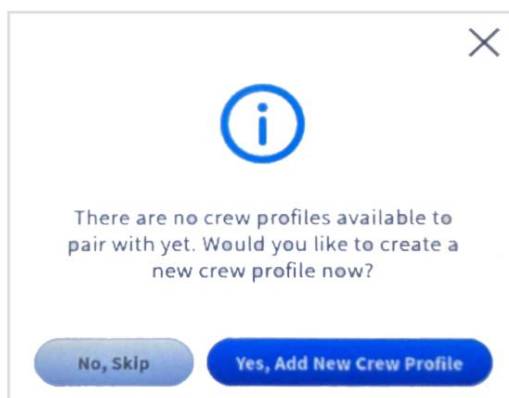 There are no crew profiles available to
pair with yet. Would you like to create a
new crew profile now?
No, Skip
Yes, Add New Crew Profile